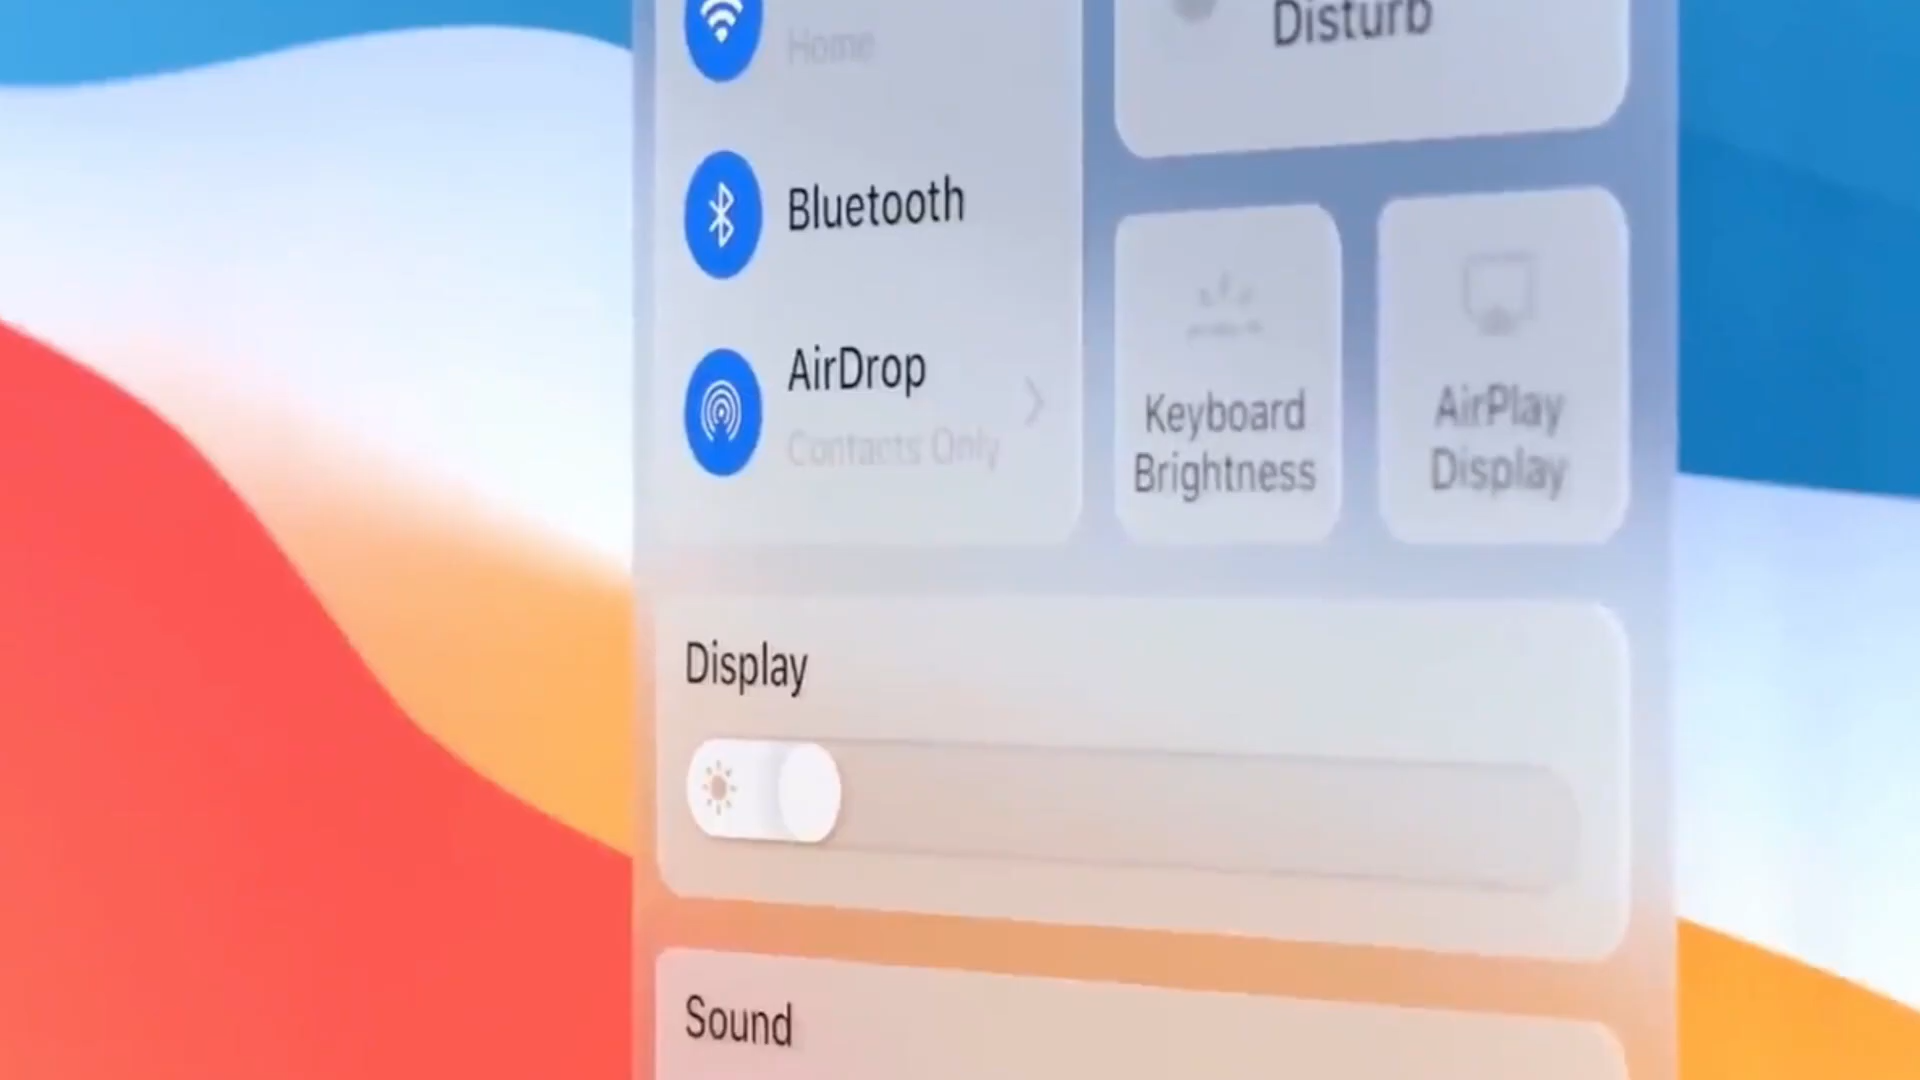 Home
Disturb
Bluetooth
AirDrop
Contacts Only
Keyboard
Brightness
AirPlay
Display
Display
Sound